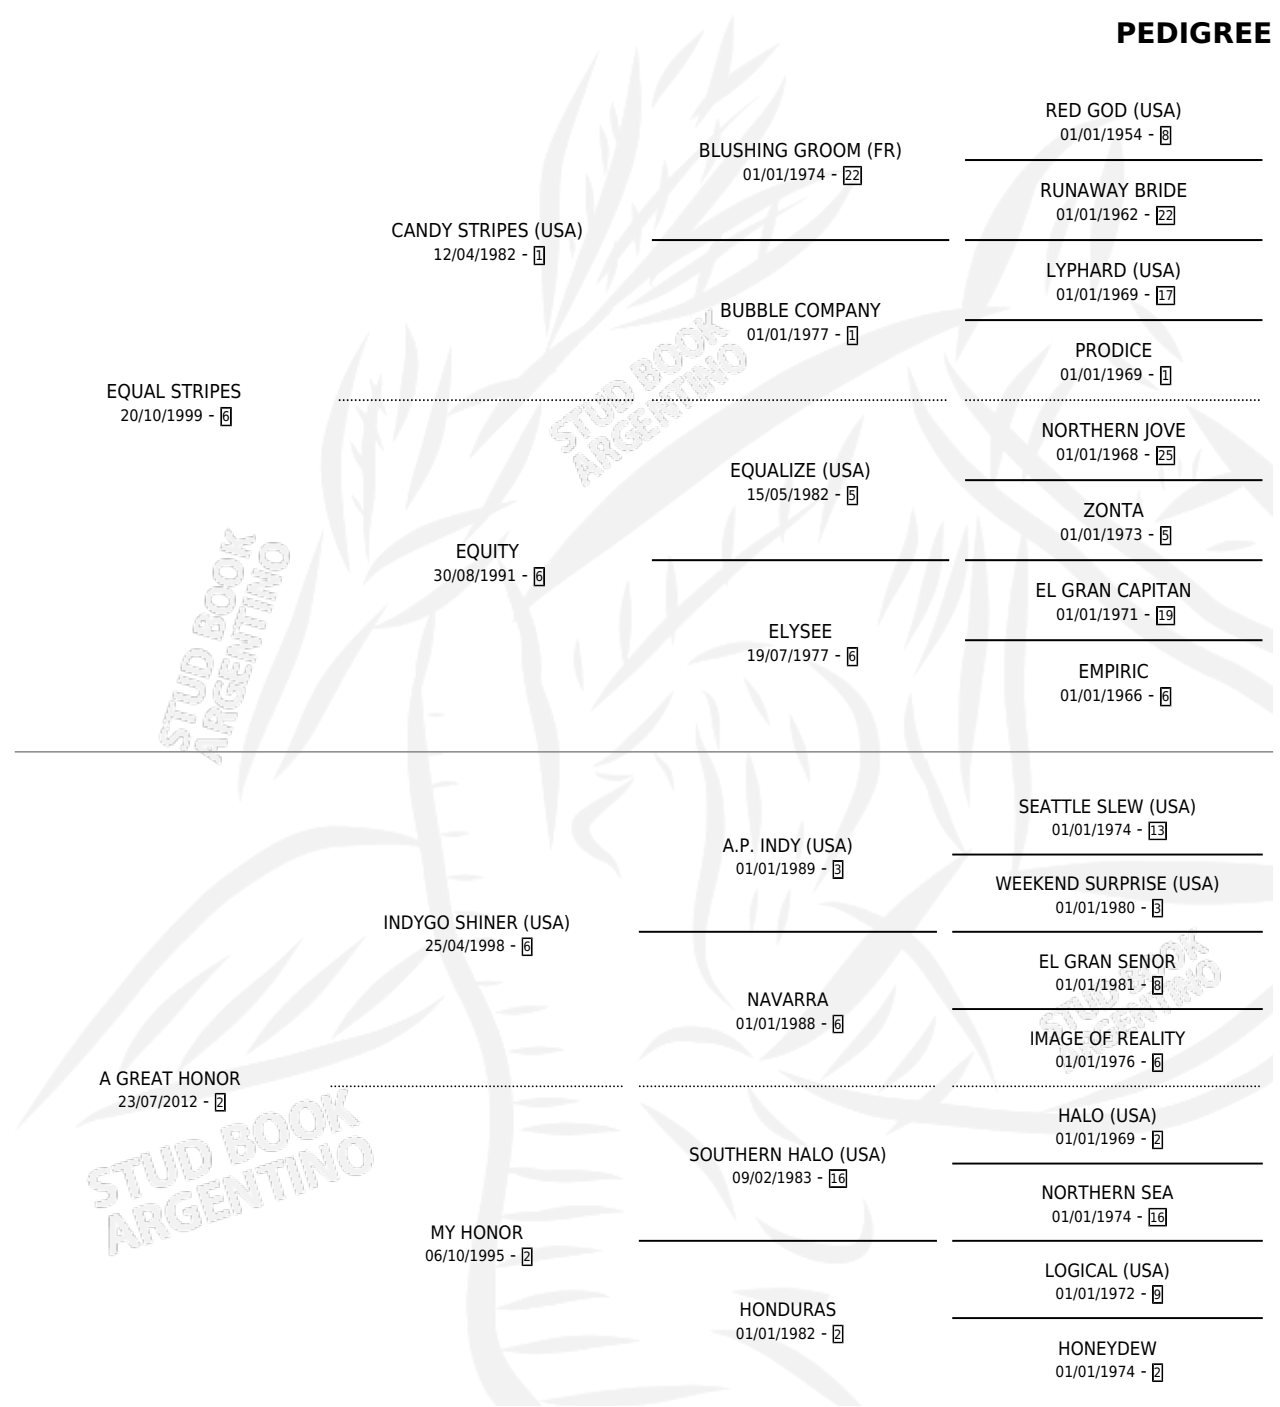 PEDIGREE
RED GOD (USA)
01/01/1954 - 8
BLUSHING GROOM (FR)
01/01/1974 - 22
RUNAWAY BRIDE
01/01/1962 - 22
CANDY STRIPES (USA)
12/04/1982 - 1
LYPHARD (USA)
01/01/1969 - 17
BUBBLE COMPANY
01/01/1977 - 1
PRODICE
01/01/1969 - 1
EQUAL STRIPES
20/10/1999 - 6
NORTHERN JOVE
01/01/1968 - 25
EQUALIZE (USA)
15/05/1982 - 5
ZONTA
01/01/1973 - 5
EQUITY
30/08/1991 - 6
EL GRAN CAPITAN
01/01/1971 - 19
ELYSEE
19/07/1977 - 6
EMPIRIC
01/01/1966 - 6
SEATTLE SLEW (USA)
01/01/1974 - 13
A.P. INDY (USA)
01/01/1989 - 3
WEEKEND SURPRISE (USA)
01/01/1980 - 3
INDYGO SHINER (USA)
25/04/1998 - 6
EL GRAN SENOR
01/01/1981 - 8
NAVARRA
01/01/1988 - 6
IMAGE OF REALITY
01/01/1976 - 6
A GREAT HONOR
23/07/2012 - 2
HALO (USA)
01/01/1969 - 2
SOUTHERN HALO (USA)
09/02/1983 - 16
NORTHERN SEA
01/01/1974 - 16
MY HONOR
06/10/1995 - 2
LOGICAL (USA)
01/01/1972 - 9
HONDURAS
01/01/1982 - 2
HONEYDEW
01/01/1974 - 2
STUD BOOK
ARGENTINO
STUD BOOK
ARGENTINO
STUD BOOK
ARGENTINO
STUD BOOK
ARGENTINO